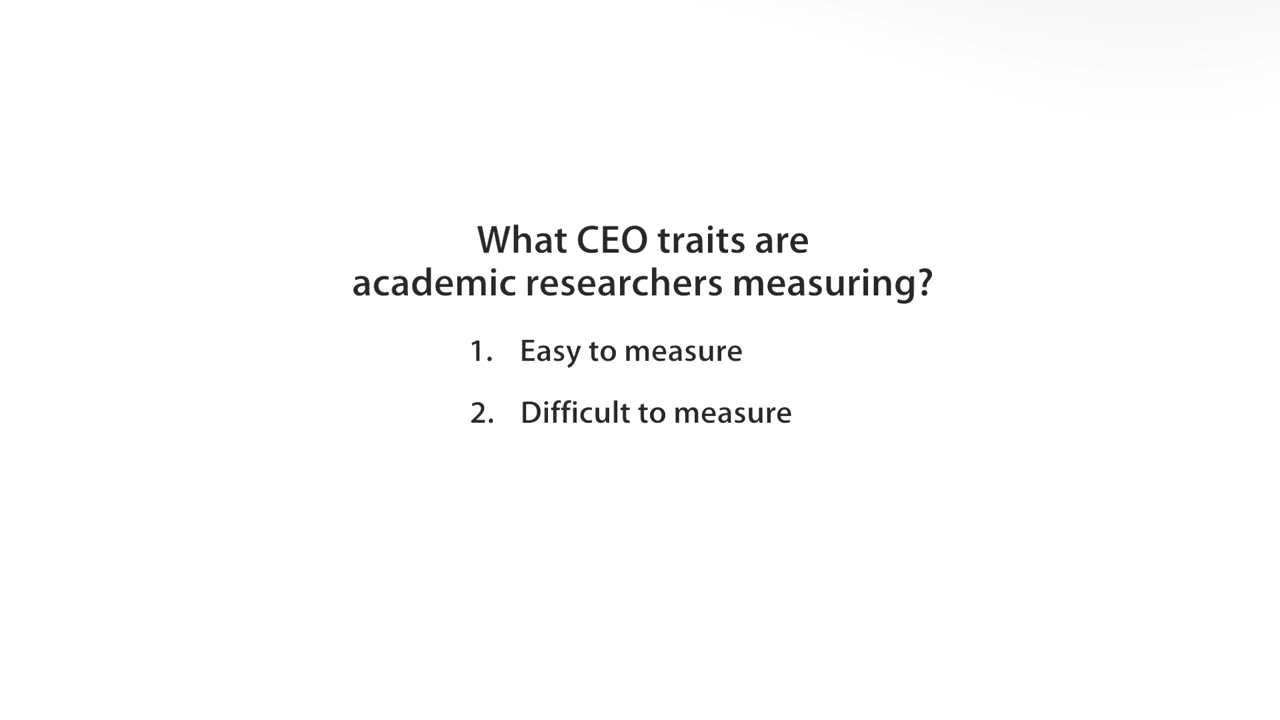 What CEO traits are
academic researchers measuring?
1. Easy to measure
2. Difficult to measure